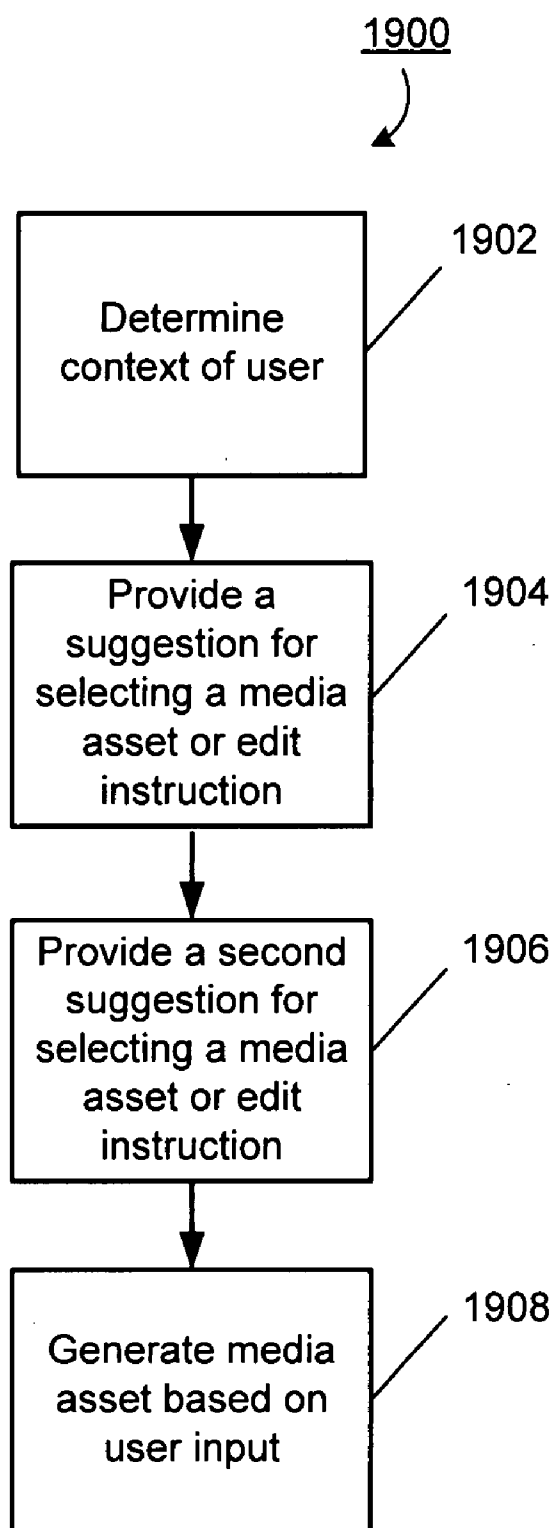 1900
1902
Determine
context of user
1904
Provide a
suggestion for
selecting a media
asset or edit
instruction
1906
Provide a second
suggestion for
selecting a media
asset or edit
instruction
1908
Generate media
asset based on
user input